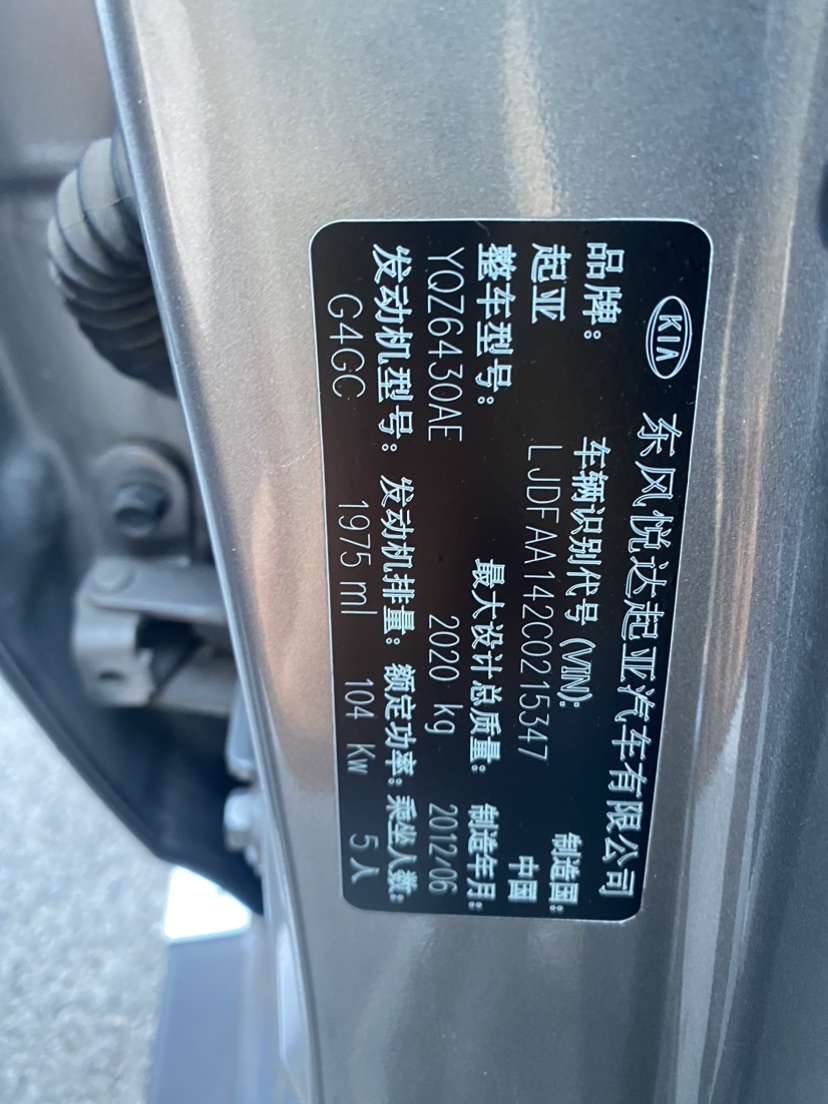 KIA 东风悦达起亚汽车有限公司
品牌: 车辆识别代号(VIN): 制造国:
起亚 LJDFAA142C0215347 中国
整车型号: 最大设计总质量: 制造年月:
YQZ6430AE 2020 kg 2012/06
发动机型号: 发动机排量: 额定功率: 乘坐人数:
G4GC 1975 ml 104 Kw 5 人